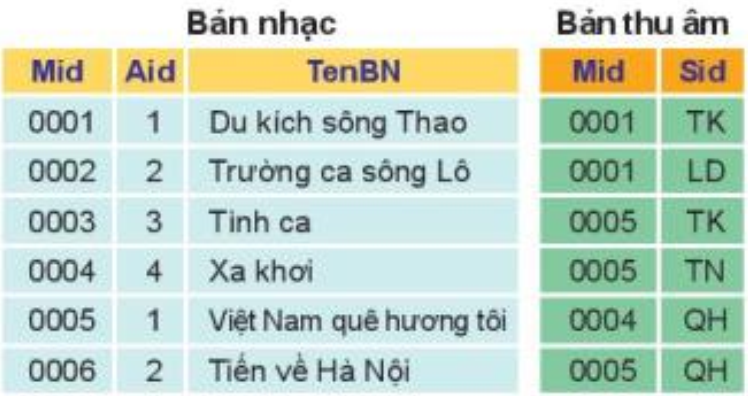 Bản nhạc Bản thu âm
Mid Aid TenBN Mid Sid
0001 1 Du kích sông Thao 0001 TK
0002 2 Trường ca sông Lô 0001 LD
0003 3 Tình ca 0005 TK
0004 4 Xa khơi 0005 TN
0005 1 Việt Nam quê hương tôi 0004 QH
0006 2 Tiến về Hà Nội 0005 QH